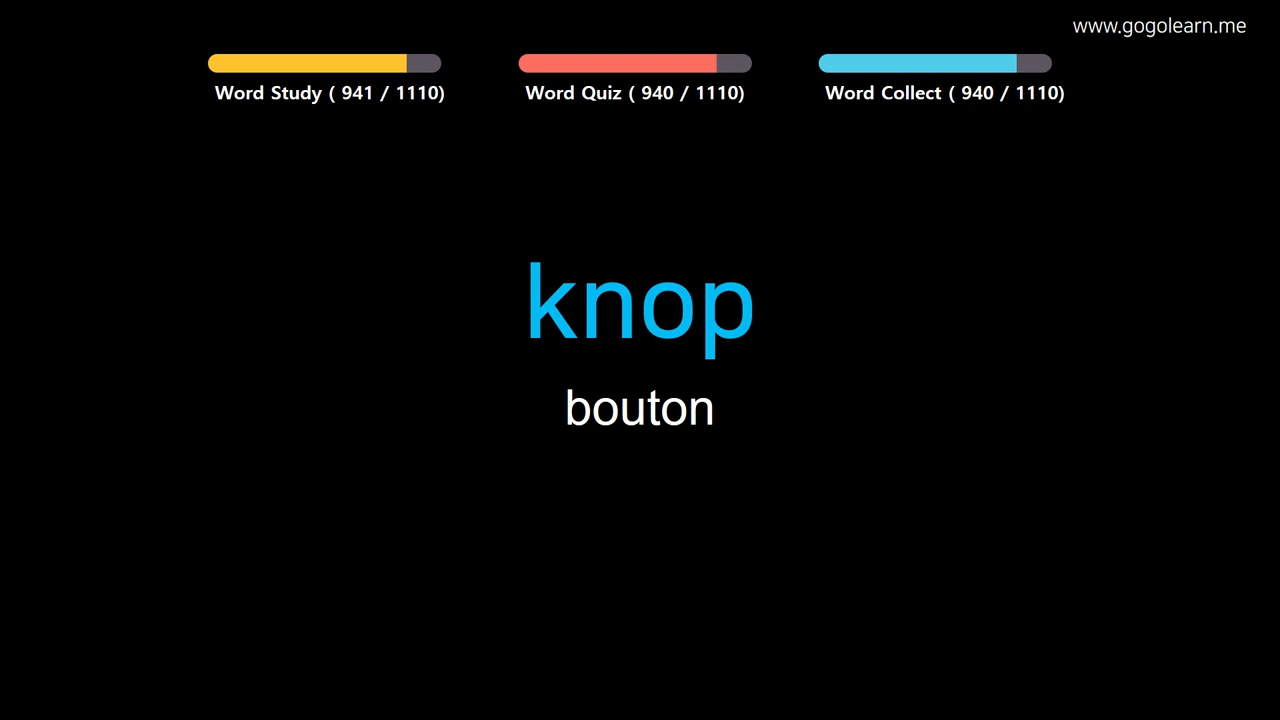 www.gogolearn.me
Word Study ( 941 / 1110)
Word Quiz ( 940 / 1110)
Word Collect ( 940 / 1110)
knop
bouton